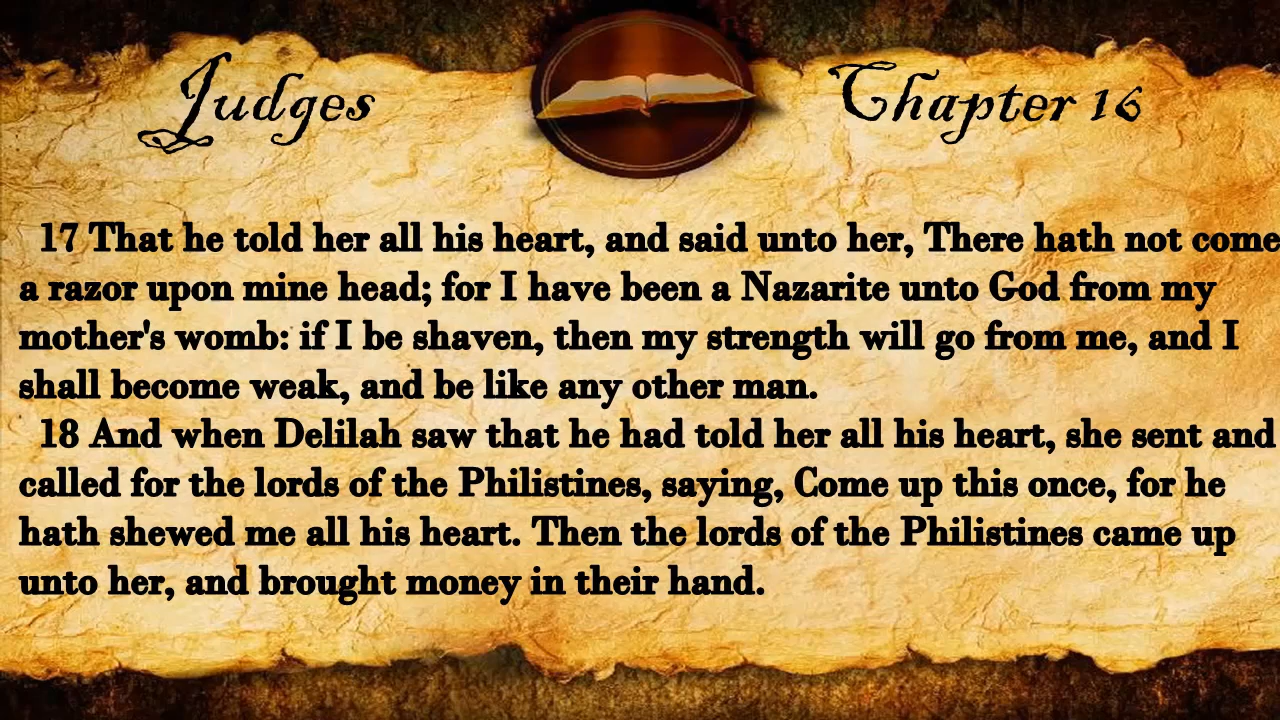 Judges
Chapter 16
17 That he told her all his heart, and said unto her, There hath not come
a razor upon mine head; for I have been a Nazarite unto God from my
mother's womb: if I be shaven, then my strength will go from me, and I
shall become weak, and be like any other man.
18 And when Delilah saw that he had told her all his heart, she sent and
called for the lords of the Philistines, saying, Come up this once, for he
hath shewed me all his heart. Then the lords of the Philistines came up
unto her, and brought money in their hand.